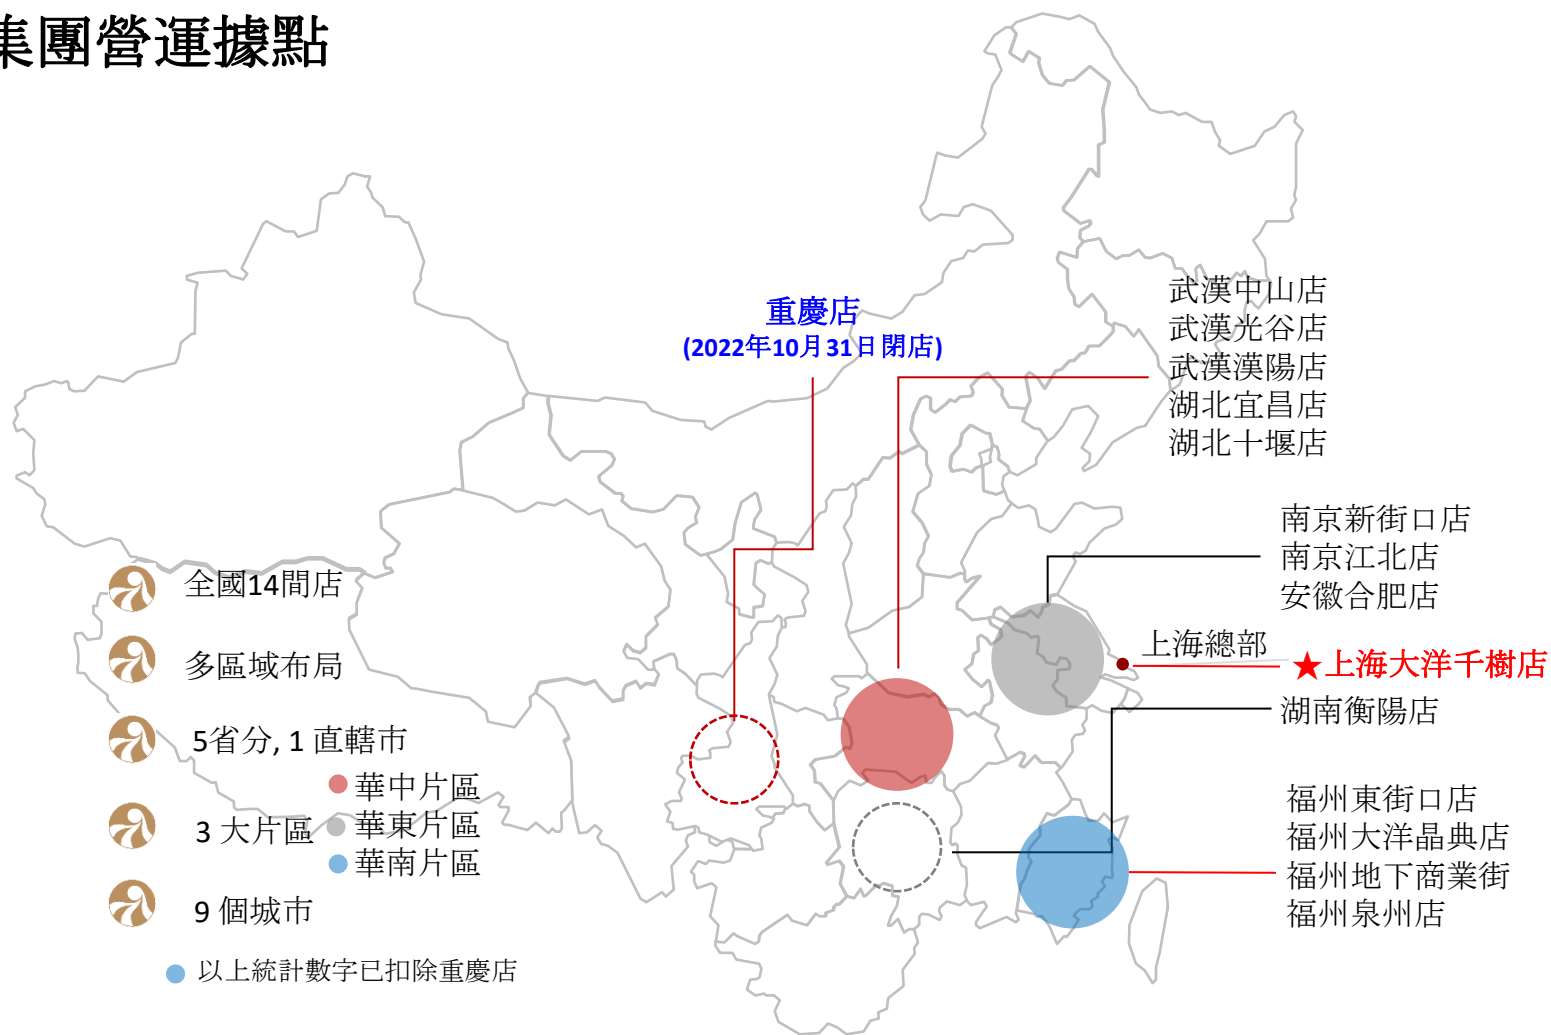 集團營運據點
重慶店
(2022年10月31日閉店)
武漢中山店
武漢光谷店
武漢漢陽店
湖北宜昌店
湖北十堰店
南京新街口店
南京江北店
安徽合肥店
上海總部
★上海大洋千樹店
湖南衡陽店
福州東街口店
福州大洋晶典店
福州地下商業街
福州泉州店
全國14間店
多區域布局
5省分, 1 直轄市
3 大片區
華中片區
華東片區
華南片區
9 個城市
以上統計數字已扣除重慶店